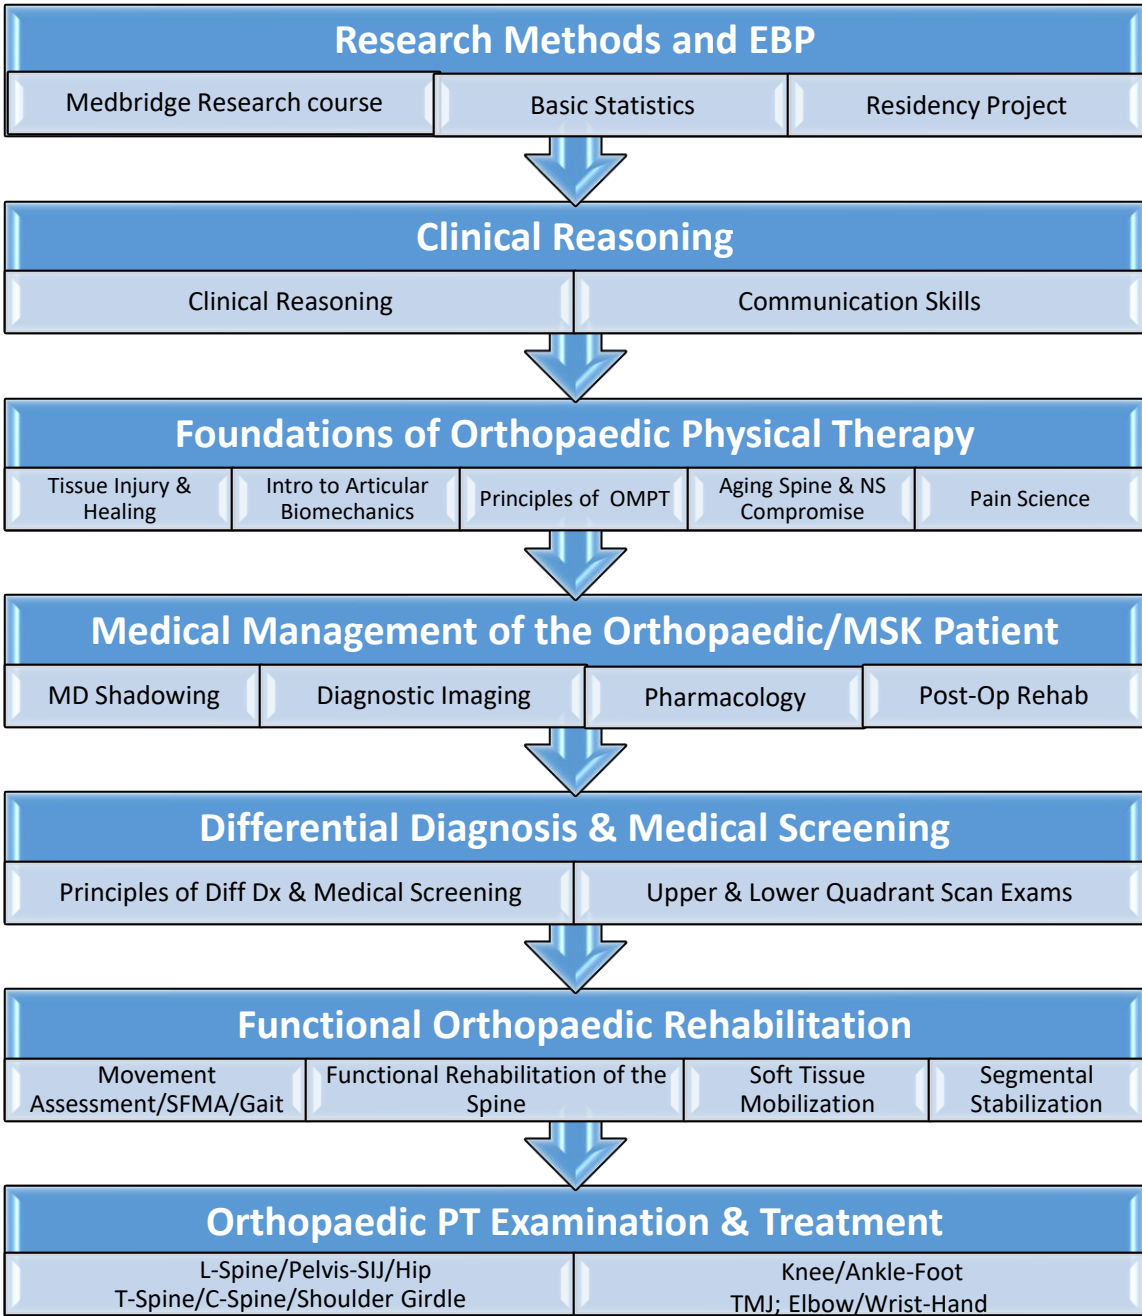 Research Methods and EBP
Medbridge Research course
Basic Statistics
Residency Project
Clinical Reasoning
Clinical Reasoning
Communication Skills
Foundations of Orthopaedic Physical Therapy
Tissue Injury &
Healing
Intro to Articular
Biomechanics
Principles of OMPT
Aging Spine & NS
Compromise
Pain Science
Medical Management of the Orthopaedic/MSK Patient
MD Shadowing
Diagnostic Imaging
Pharmacology
Post-Op Rehab
Differential Diagnosis & Medical Screening
Principles of Diff Dx & Medical Screening
Upper & Lower Quadrant Scan Exams
Functional Orthopaedic Rehabilitation
Movement
Assessment/SFMA/Gait
Functional Rehabilitation of the
Spine
Soft Tissue
Mobilization
Segmental
Stabilization
Orthopaedic PT Examination & Treatment
L-Spine/Pelvis-SIJ/Hip
T-Spine/C-Spine/Shoulder Girdle
Knee/Ankle-Foot
TMJ; Elbow/Wrist-Hand